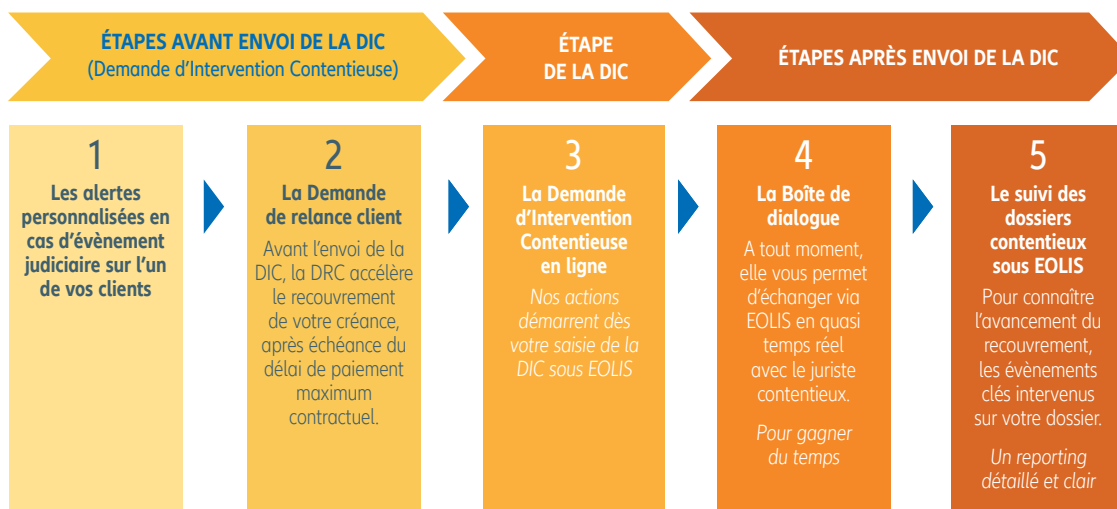 ÉTAPES AVANT ENVOI DE LA DIC
(Demande d'Intervention Contentieuse)
ÉTAPE
DE LA DIC
ÉTAPES APRÈS ENVOI DE LA DIC
1
Les alertes
personnalisées en
cas d'évènement
judiciaire sur l'un
de vos clients
2
La Demande
de relance client
Avant l'envoi de la
DIC, la DRC accélère
le recouvrement
de votre créance,
après échéance du
délai de paiement
maximum
contractuel.
3
La Demande
d'Intervention
Contentieuse
en ligne
Nos actions
démarrent dès
votre saisie de la
DIC sous EOLIS
4
La Boîte de
dialogue
A tout moment,
elle vous permet
d'échanger via
EOLIS en quasi
temps réel
avec le juriste
contentieux.
Pour gagner
du temps
5
Le suivi des
dossiers
contentieux
sous EOLIS
Pour connaître
l'avancement du
recouvrement,
les évènements
clés intervenus
sur votre dossier.
Un reporting
détaillé et clair